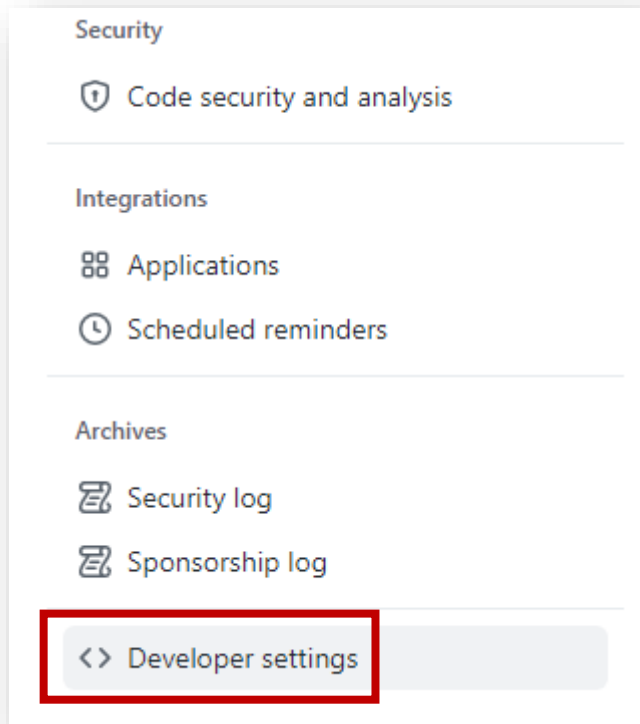 Security
Code security and analysis
Integrations
Applications
Scheduled reminders
Archives
Security log
Sponsorship log
Developer settings